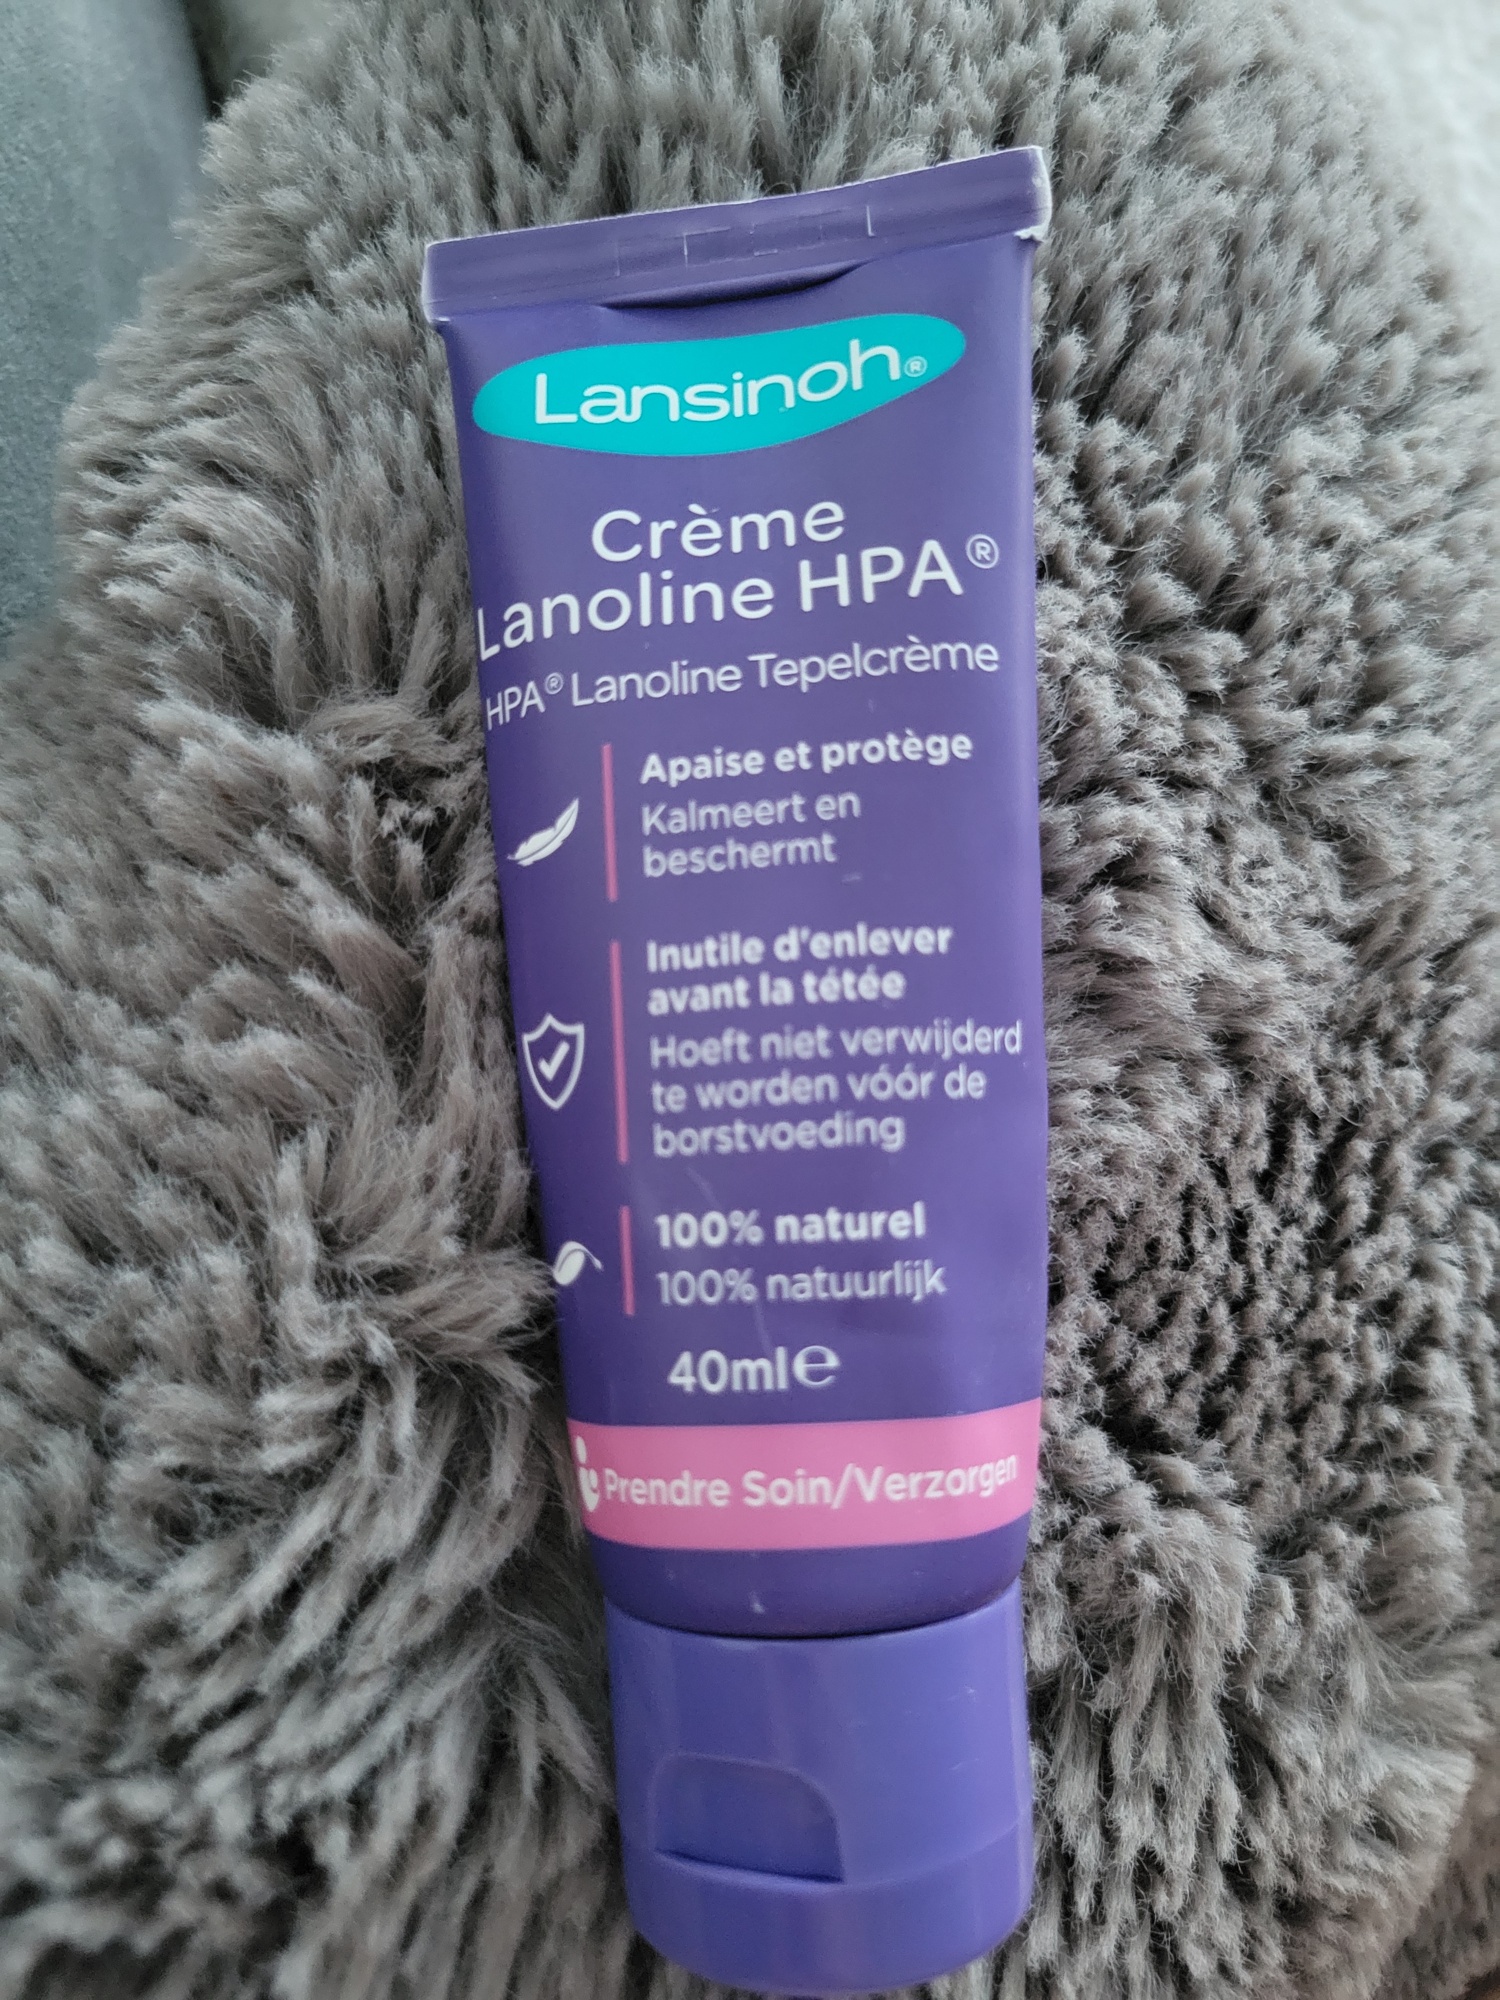 Lansinoh®
Crème
Lanoline HPA®
HPA® Lanoline Tepelcrème
Apaise et protège
Kalmeert en
beschermt
Inutile d'enlever
avant la tétée
Hoeft niet verwijderd
te worden vóór de
borstvoeding
100% naturel
100% natuurlijk
40ml℮
Prendre Soin/Verzorgen